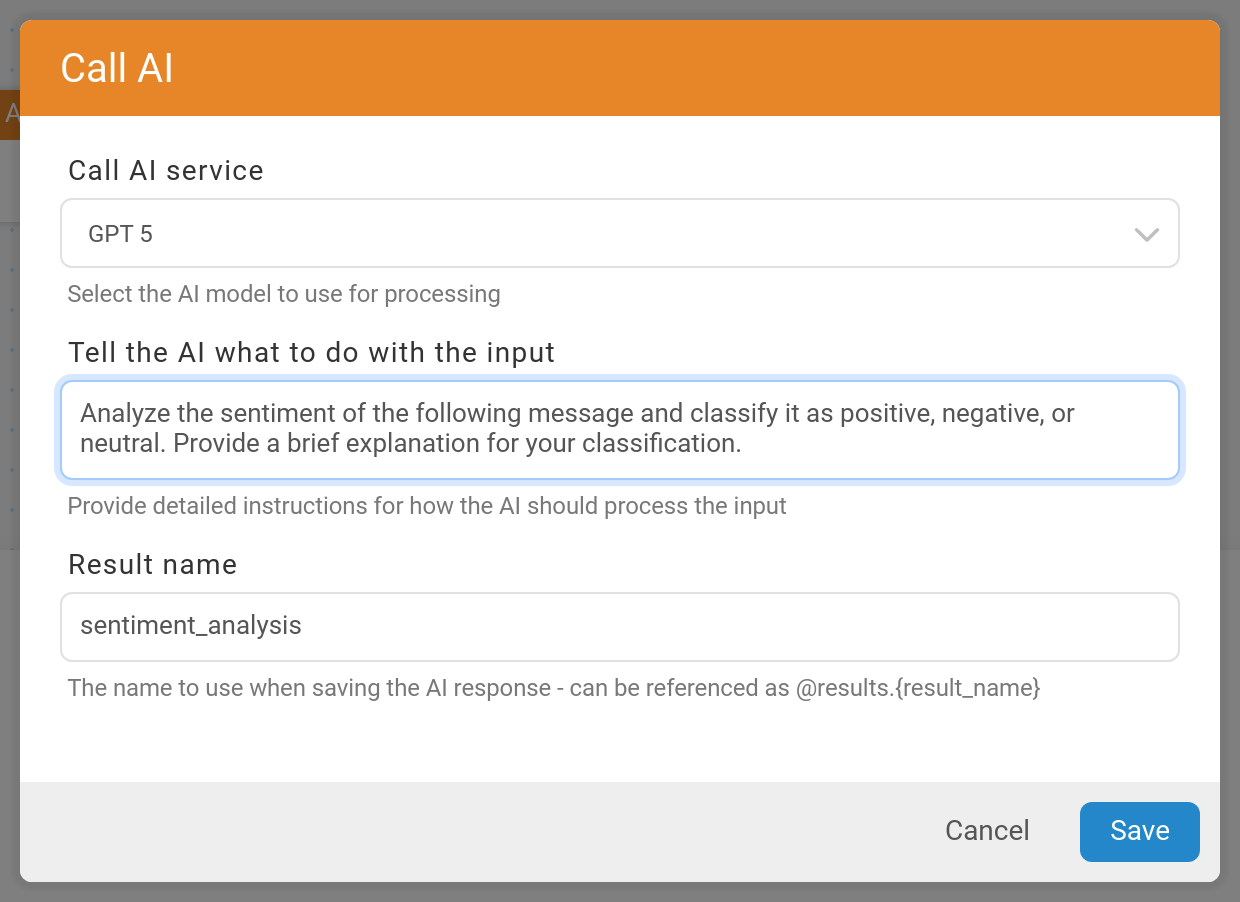 Call AI
A
Call AI service
GPT 5
Select the AI model to use for processing
Tell the AI what to do with the input
Analyze the sentiment of the following message and classify it as positive, negative, or
neutral. Provide a brief explanation for your classification.
Provide detailed instructions for how the AI should process the input
Result name
sentiment_analysis
The name to use when saving the AI response - can be referenced as @results.{result_name}
Cancel
Save